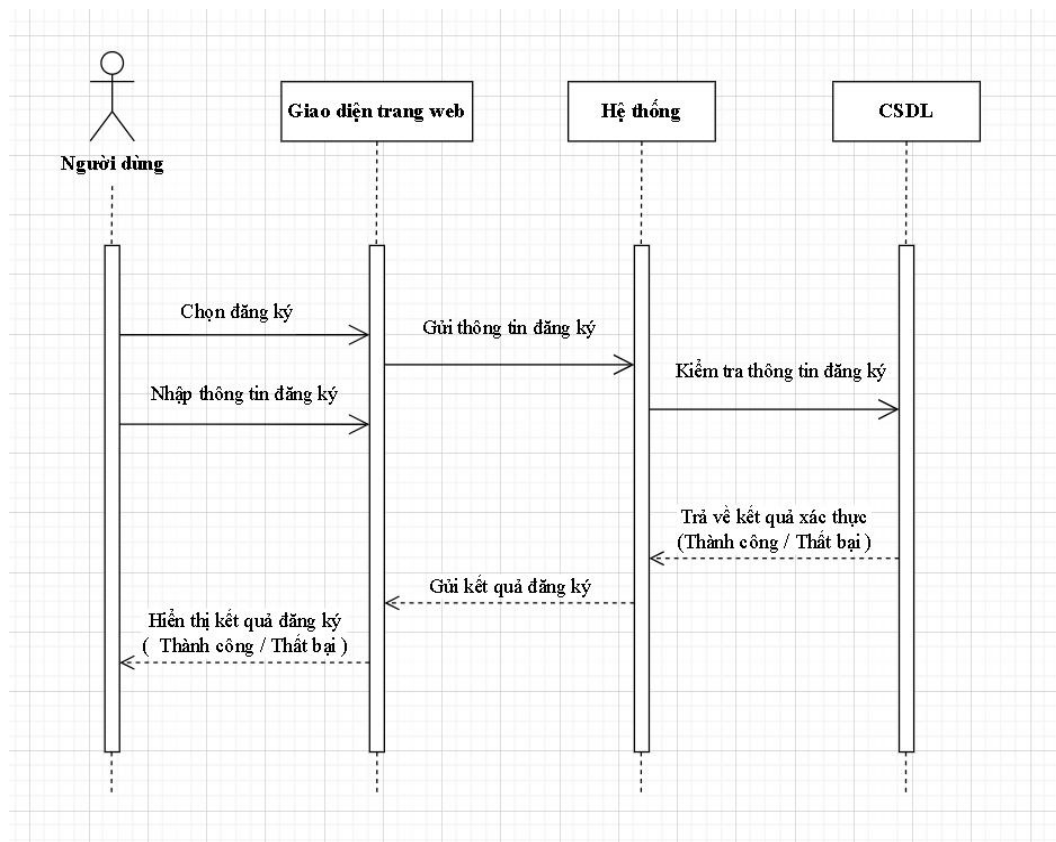 Người dùng
Giao diện trang web
Hệ thống
CSDL
Chọn đăng ký
Gửi thông tin đăng ký
Kiểm tra thông tin đăng ký
Nhập thông tin đăng ký
Trả về kết quả xác thực
(Thành công / Thất bại )
Gửi kết quả đăng ký
Hiển thị kết quả đăng ký
( Thành công / Thất bại )